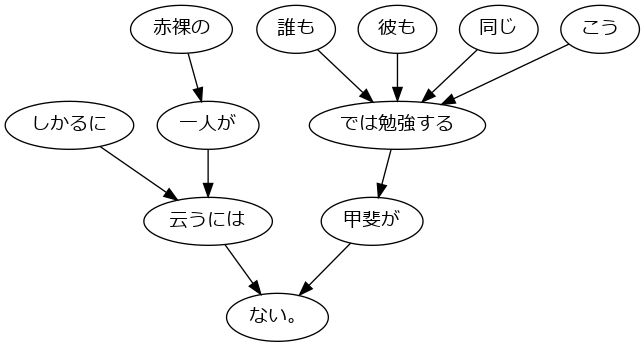 赤裸の 誰も 彼も 同じ こう
しかるに 一人が では勉強する
云うには 甲斐が
ない。